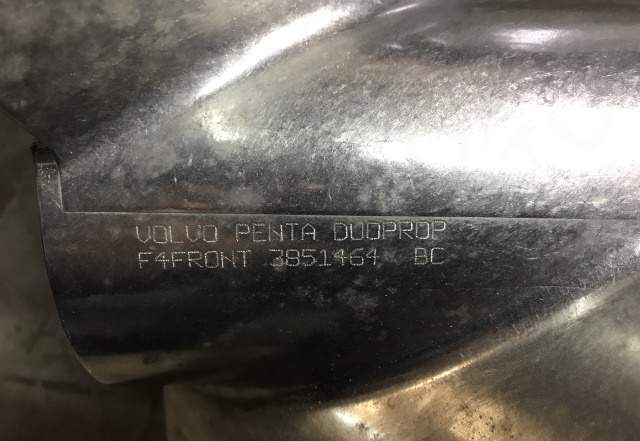 VOLVO PENTA DUOPROP
F4FRONT 3851464 BC